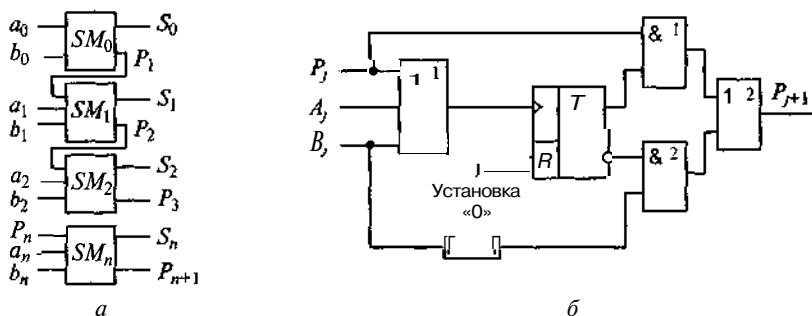 a₀ SM₀ S₀
b₀ P₁
a₁ SM₁ S₁
b₁ P₂
a₂ SM₂ S₂
b₂ P₃
Pₙ SMₙ Sₙ
aₙ
bₙ Pₙ₊₁
а
Pⱼ
Aⱼ
Bⱼ
1 1
T
R
Установка
«0»
& 1
& 2
1 2
Pⱼ₊₁
б